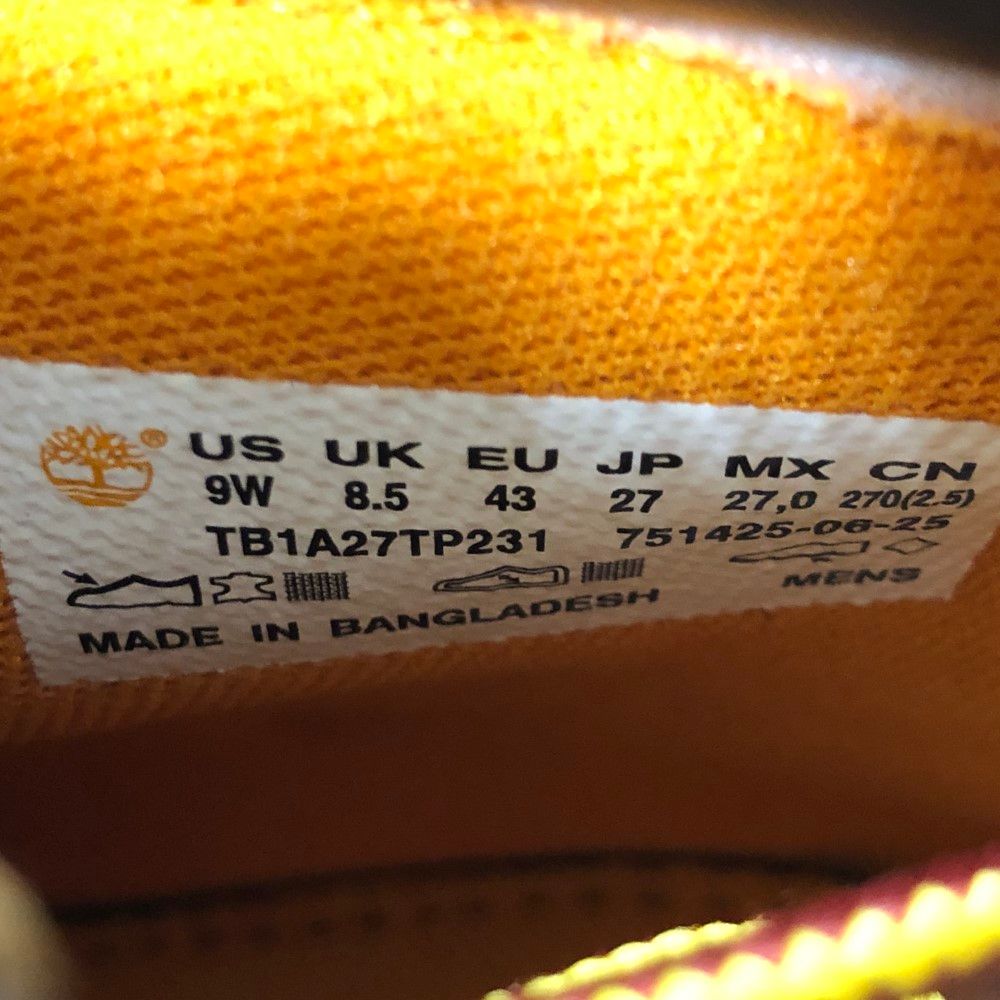 ® US UK EU JP MX CN
9W 8.5 43 27 27,0 270(2.5)
TB1A27TP231 751425-06-25
MENS
MADE IN BANGLADESH